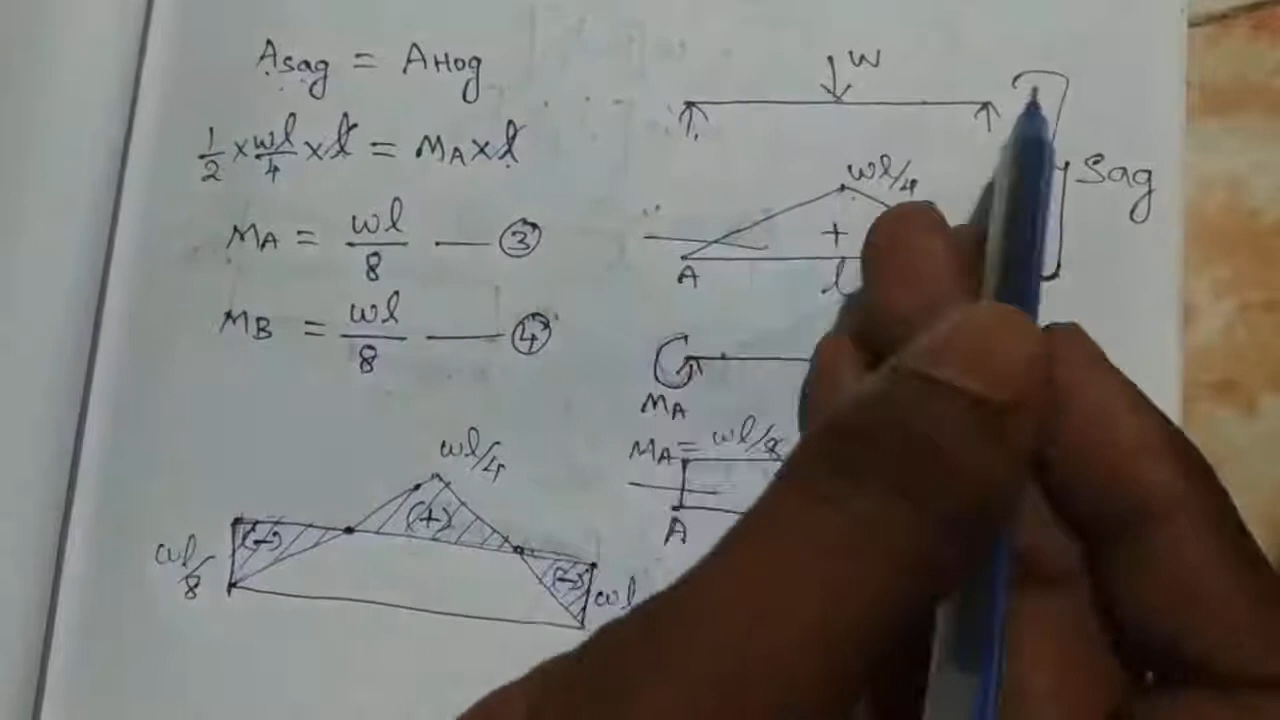 Asag = AHog
1/2 × wl/4 × l = MA × l
MA = wl/8 — ③
MB = wl/8 — ④
wl/4
(-) (+) (-)
wl/8
wl
W
wl/4
Sag
+
A l
MA
MA = wl/8
A